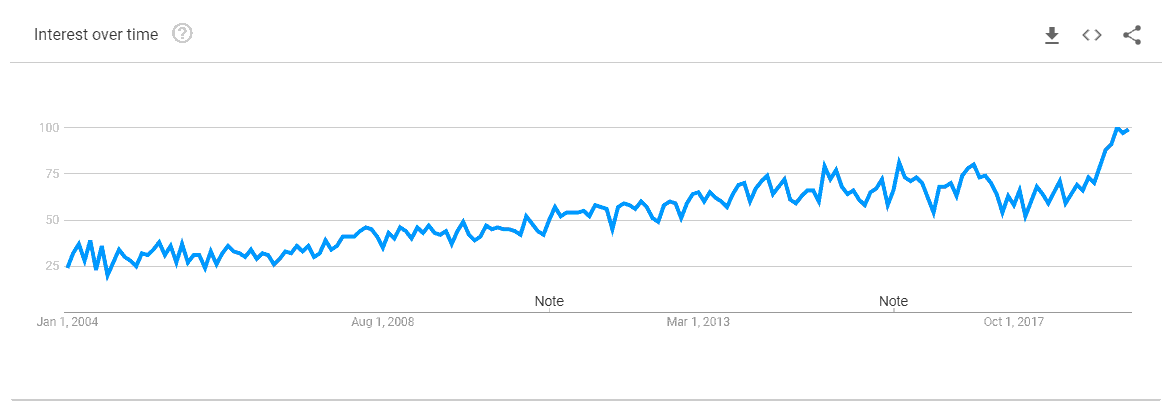 Interest over time ?
100
75
50
25
Note Note
Jan 1, 2004 Aug 1, 2008 Mar 1, 2013 Oct 1, 2017